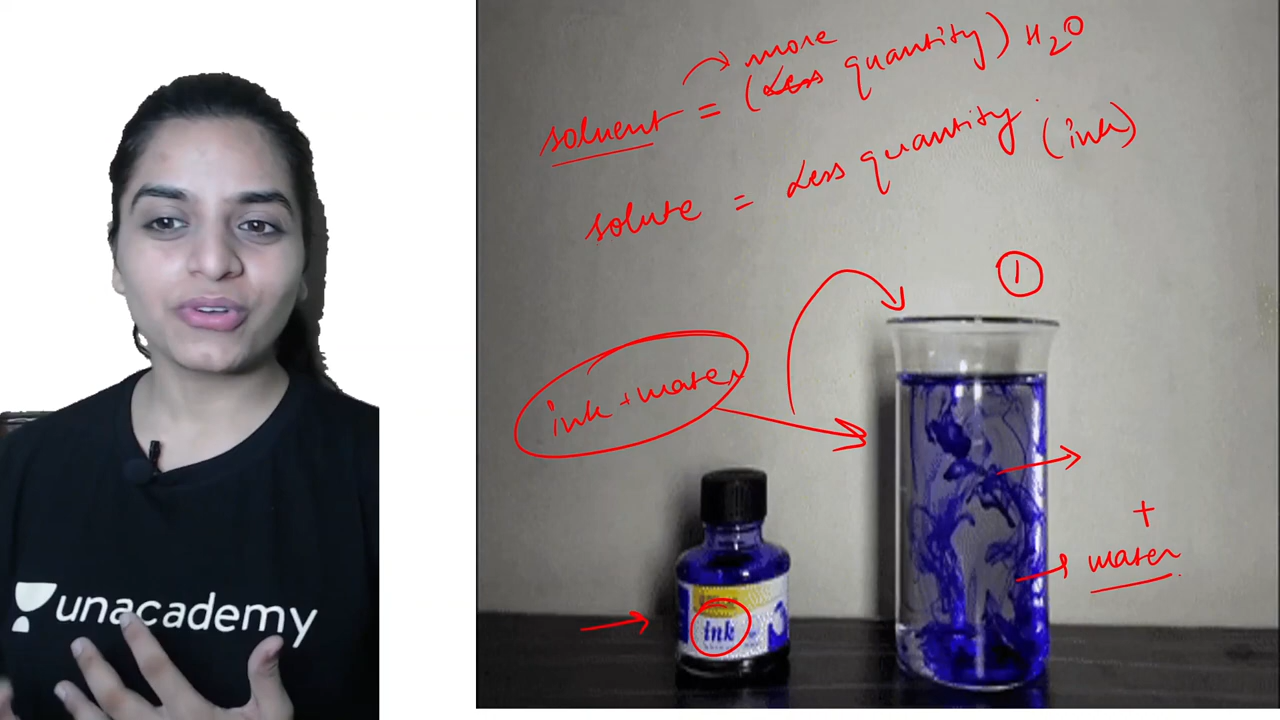 more
solvent = (Less quantity) H2O
solute = Less quantity (ink)
1
ink + water
+
water
ink
unacademy